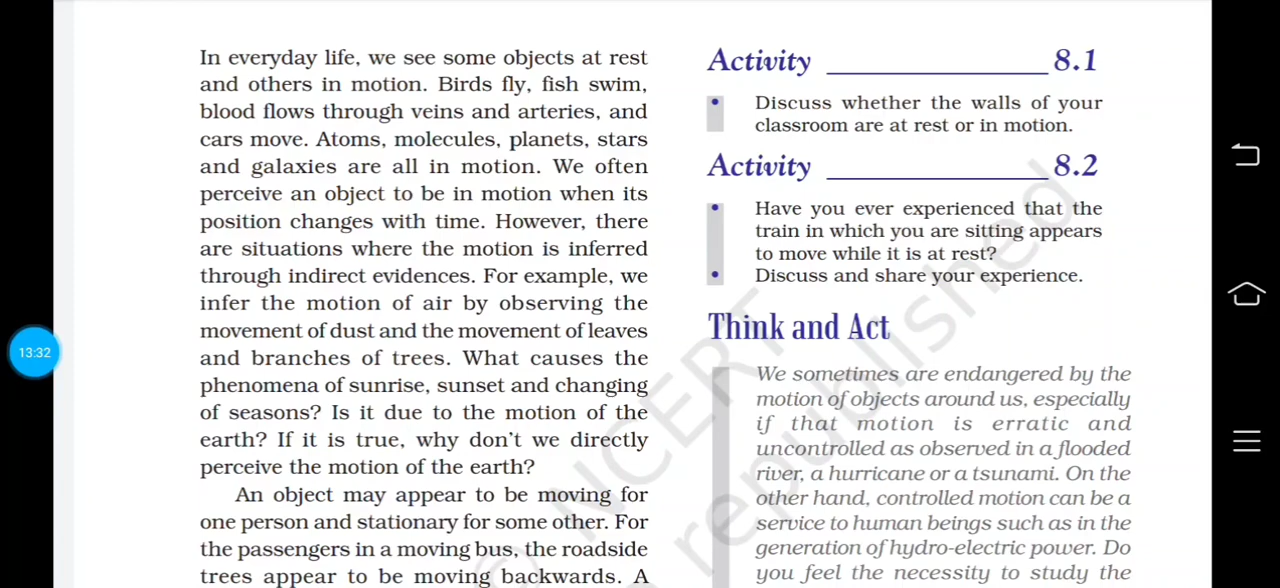 In everyday life, we see some objects at rest
and others in motion. Birds fly, fish swim,
blood flows through veins and arteries, and
cars move. Atoms, molecules, planets, stars
and galaxies are all in motion. We often
perceive an object to be in motion when its
position changes with time. However, there
are situations where the motion is inferred
through indirect evidences. For example, we
infer the motion of air by observing the
movement of dust and the movement of leaves
and branches of trees. What causes the
phenomena of sunrise, sunset and changing
of seasons? Is it due to the motion of the
earth? If it is true, why don't we directly
perceive the motion of the earth?
An object may appear to be moving for
one person and stationary for some other. For
the passengers in a moving bus, the roadside
trees appear to be moving backwards. A
Activity 8.1
• Discuss whether the walls of your
classroom are at rest or in motion.
Activity 8.2
• Have you ever experienced that the
train in which you are sitting appears
to move while it is at rest?
• Discuss and share your experience.
Think and Act
We sometimes are endangered by the
motion of objects around us, especially
if that motion is erratic and
uncontrolled as observed in a flooded
river, a hurricane or a tsunami. On the
other hand, controlled motion can be a
service to human beings such as in the
generation of hydro-electric power. Do
you feel the necessity to study the
13:32
© NCERT
republished